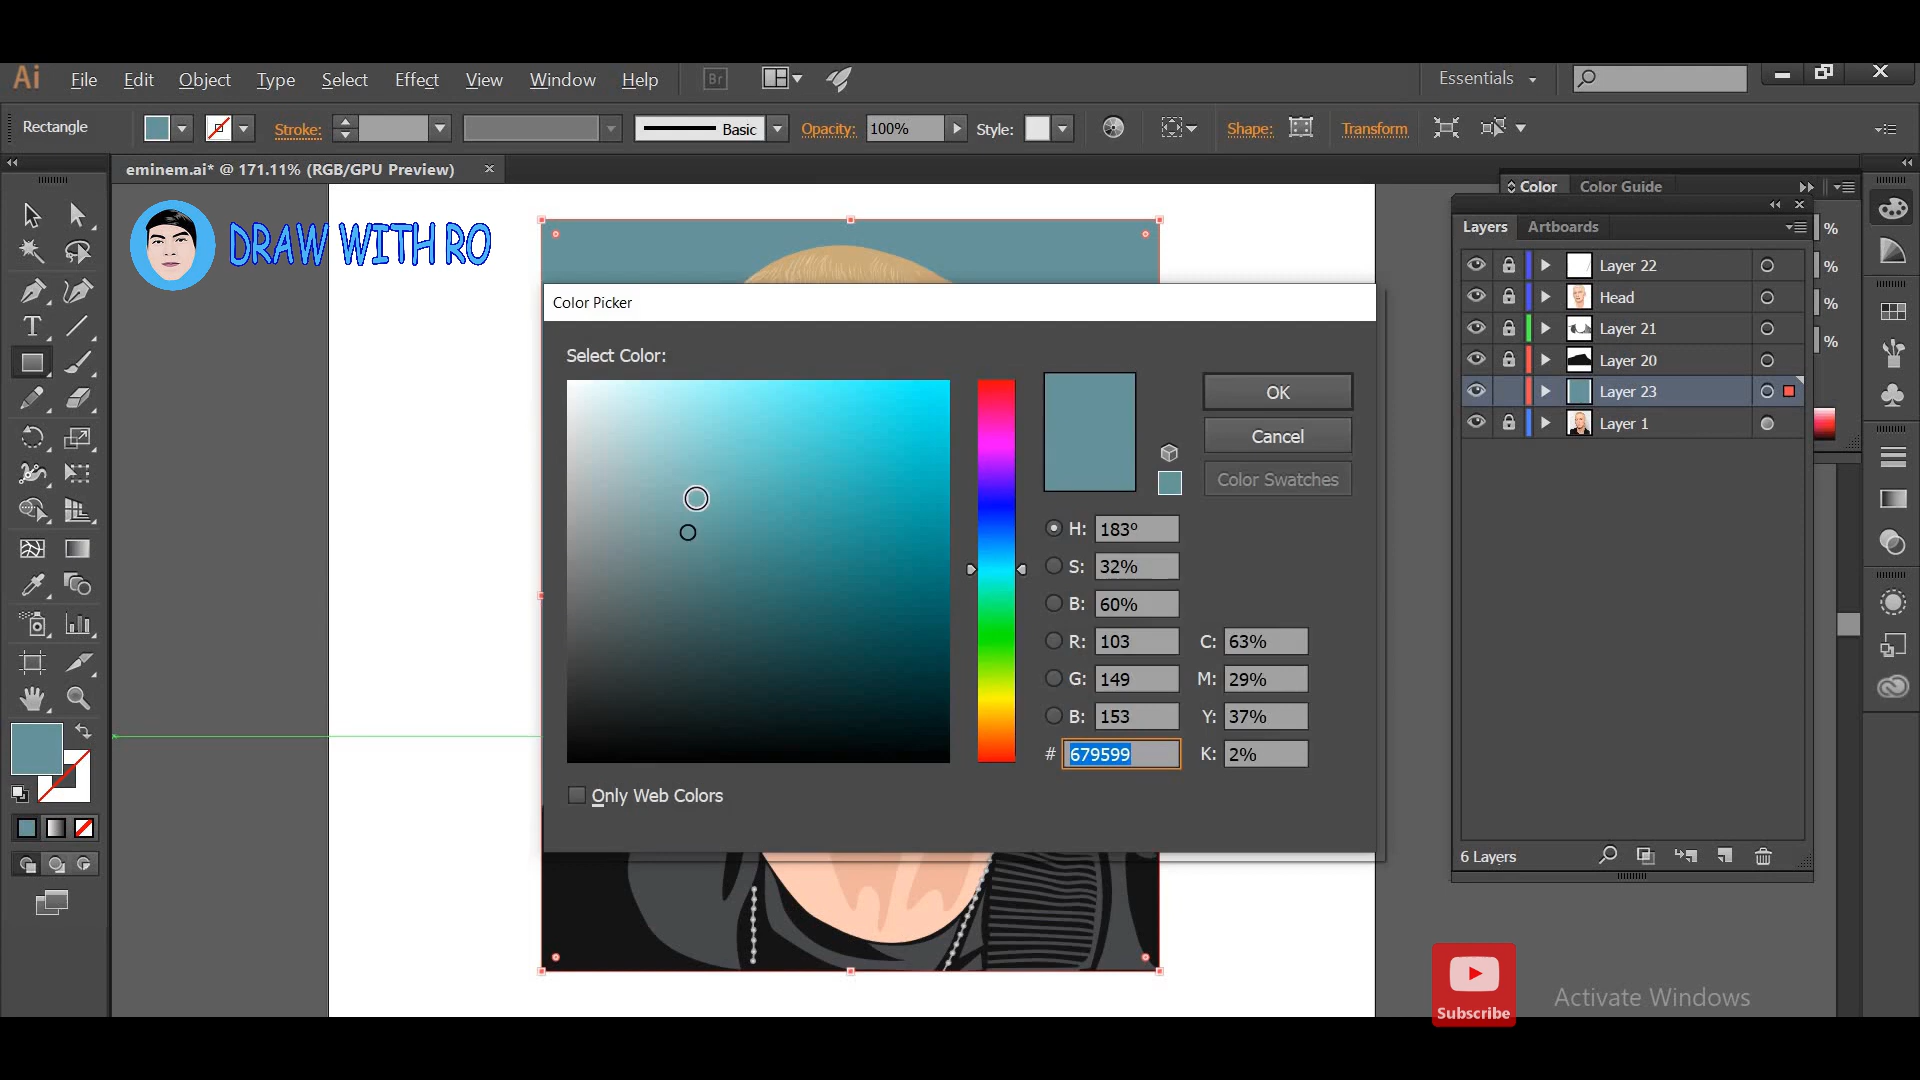 Ai File Edit Object Type Select Effect View Window Help Br Essentials
Rectangle Stroke: Basic Opacity: 100% Style: Shape: Transform
eminem.ai* @ 171.11% (RGB/GPU Preview)
Color Color Guide
DRAW WITH RO
Layers Artboards
%
%
%
%
Layer 22
Head
Layer 21
Layer 20
Layer 23
Layer 1
6 Layers
Color Picker
Select Color:
OK
Cancel
Color Swatches
H: 183º
S: 32%
B: 60%
R: 103 C: 63%
G: 149 M: 29%
B: 153 Y: 37%
# 679599 K: 2%
Only Web Colors
Subscribe
Activate Windows